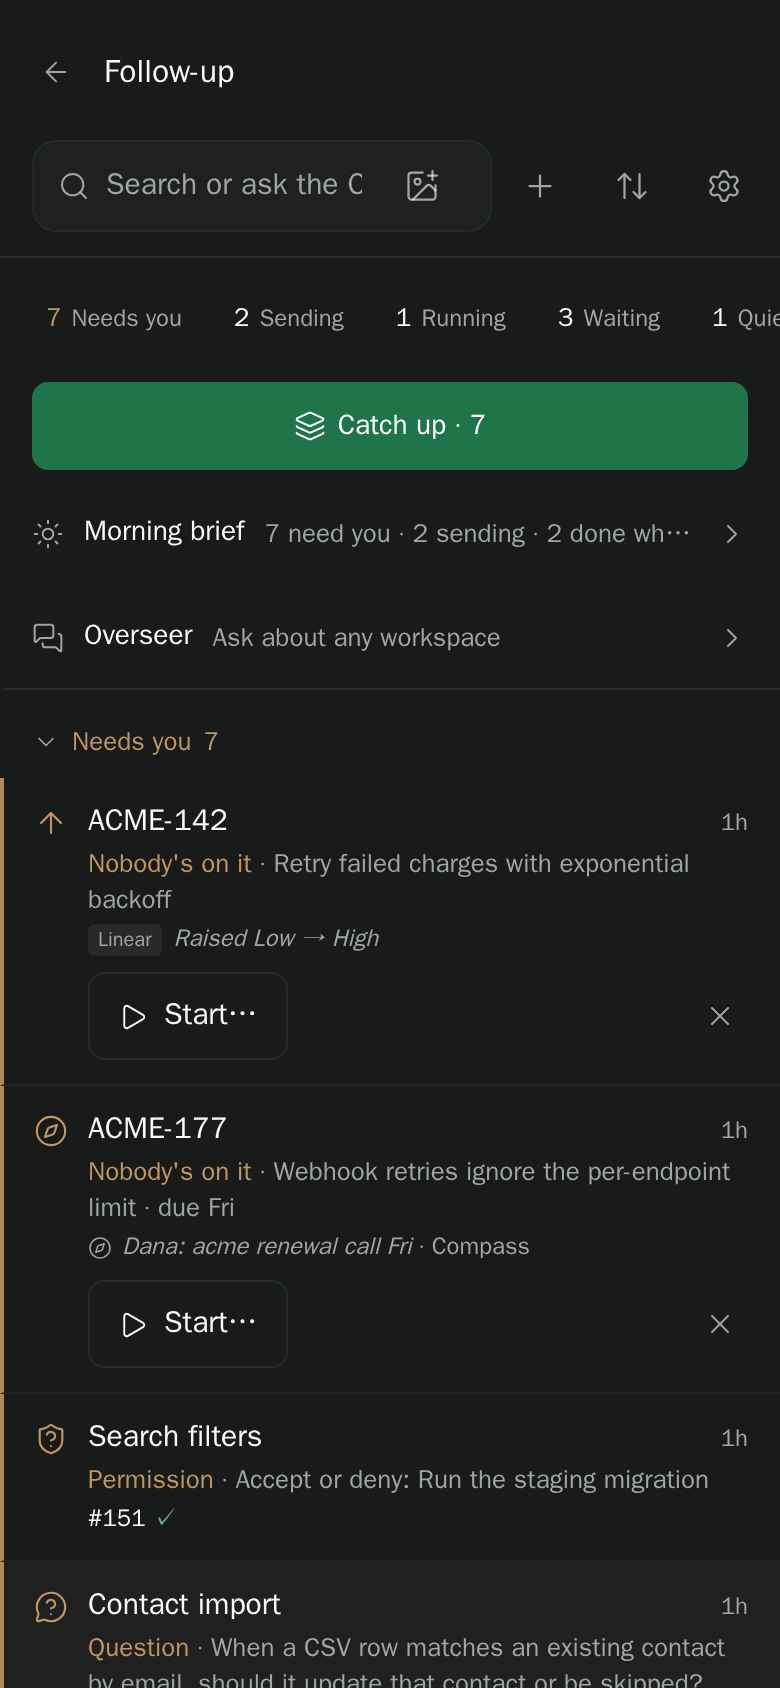 Follow-up
Search or ask the C
7 Needs you 2 Sending 1 Running 3 Waiting 1 Quie
Catch up · 7
Morning brief 7 need you · 2 sending · 2 done wh···
Overseer Ask about any workspace
Needs you 7
ACME-142 1h
Nobody's on it · Retry failed charges with exponential
backoff
Linear Raised Low → High
Start···
ACME-177 1h
Nobody's on it · Webhook retries ignore the per-endpoint
limit · due Fri
Dana: acme renewal call Fri · Compass
Start···
Search filters 1h
Permission · Accept or deny: Run the staging migration
#151 ✓
Contact import 1h
Question · When a CSV row matches an existing contact
by email, should it update that contact or be skipped?